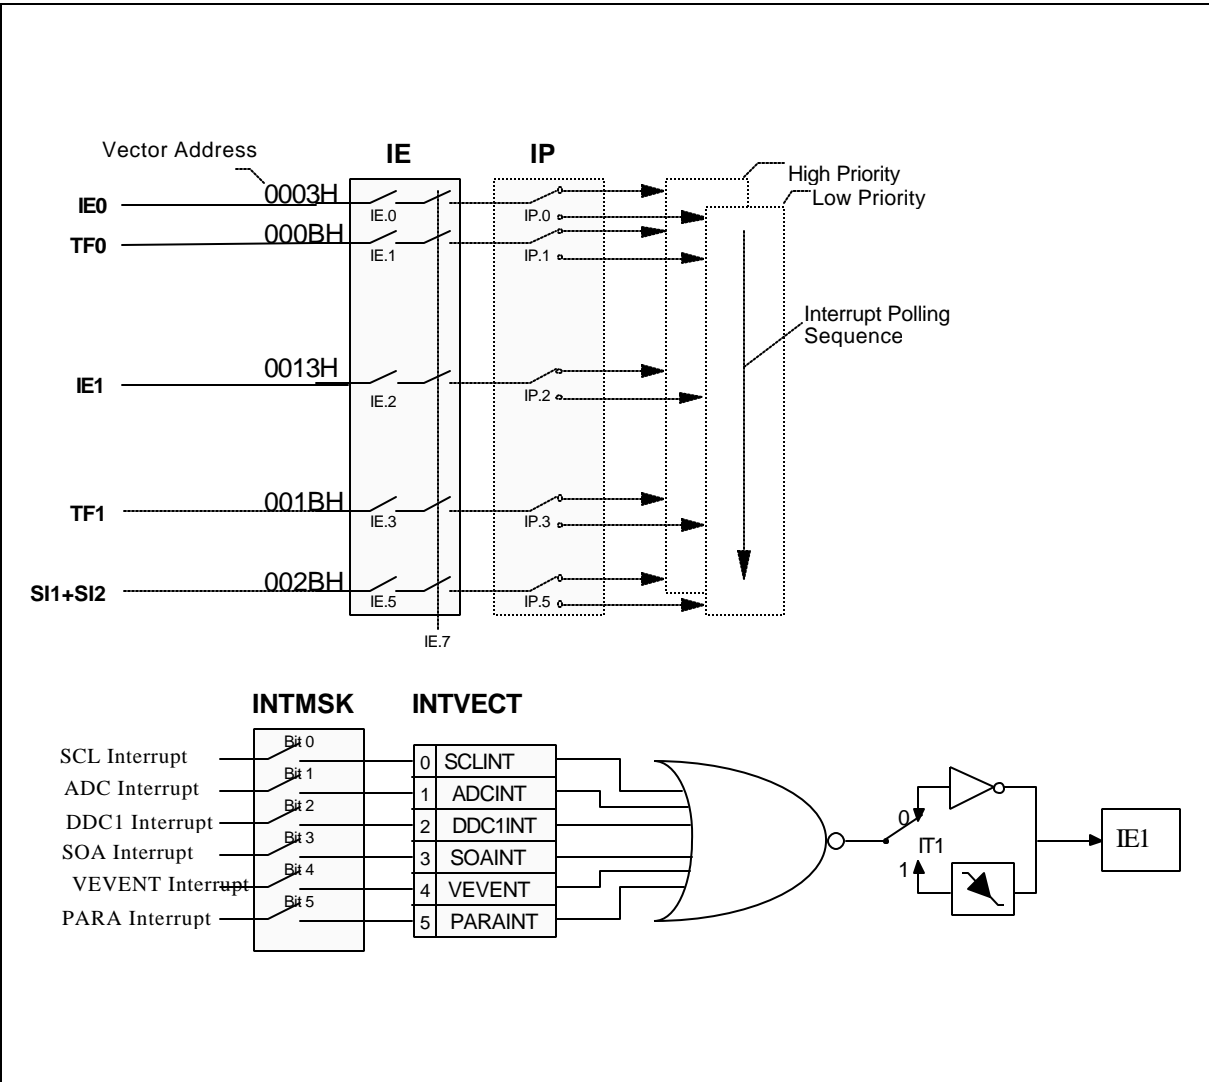 Vector Address
IE
IP
High Priority
Low Priority
IE0
0003H
IE.0
IP.0
TF0
000BH
IE.1
IP.1
Interrupt Polling
Sequence
IE1
0013H
IE.2
IP.2
TF1
001BH
IE.3
IP.3
SI1+SI2
002BH
IE.5
IP.5
IE.7
INTMSK
INTVECT
SCL Interrupt
Bit 0
0 SCLINT
ADC Interrupt
Bit 1
1 ADCINT
DDC1 Interrupt
Bit 2
2 DDC1INT
SOA Interrupt
Bit 3
3 SOAINT
VEVENT Interrupt
Bit 4
4 VEVENT
PARA Interrupt
Bit 5
5 PARAINT
0
IT1
1
IE1